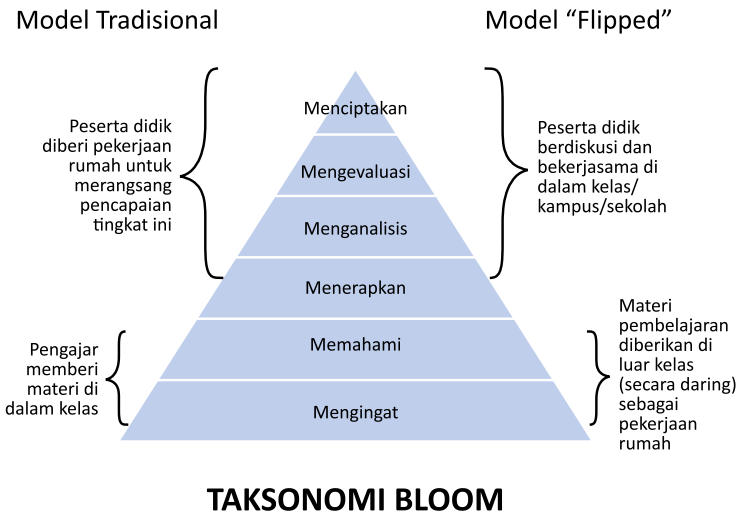 Model Tradisional
Model “Flipped”
Peserta didik
diberi pekerjaan
rumah untuk
merangsang
pencapaian
tingkat ini
Menciptakan
Mengevaluasi
Menganalisis
Menerapkan
Memahami
Mengingat
Peserta didik
berdiskusi dan
bekerjasama di
dalam kelas/
kampus/sekolah
Pengajar
memberi
materi di
dalam kelas
Materi
pembelajaran
diberikan di
luar kelas
(secara daring)
sebagai
pekerjaan
rumah
TAKSONOMI BLOOM